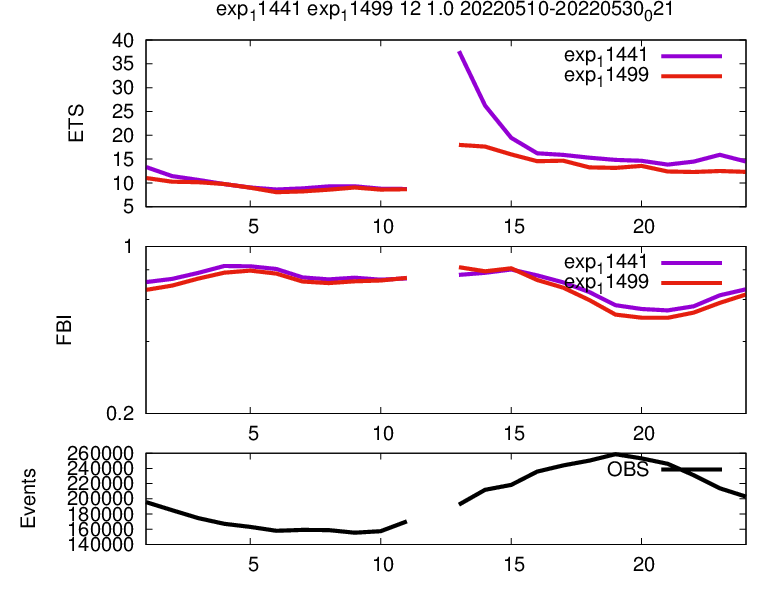 exp₁1441 exp₁1499 12 1.0 20220510-20220530₀21
40
35
30
25
20
15
10
5
ETS
exp₁1441
exp₁1499
5 10 15 20
1
0.2
FBI
exp₁1441
exp₁1499
5 10 15 20
260000
240000
220000
200000
180000
160000
140000
Events
OBS
5 10 15 20